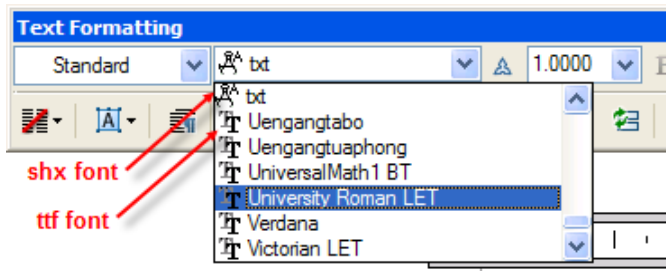 Text Formatting
Standard txt 1.0000 B
txt
Uengangtabo
Uengangtuaphong
UniversalMath1 BT
University Roman LET
Verdana
Victorian LET
shx font
ttf font